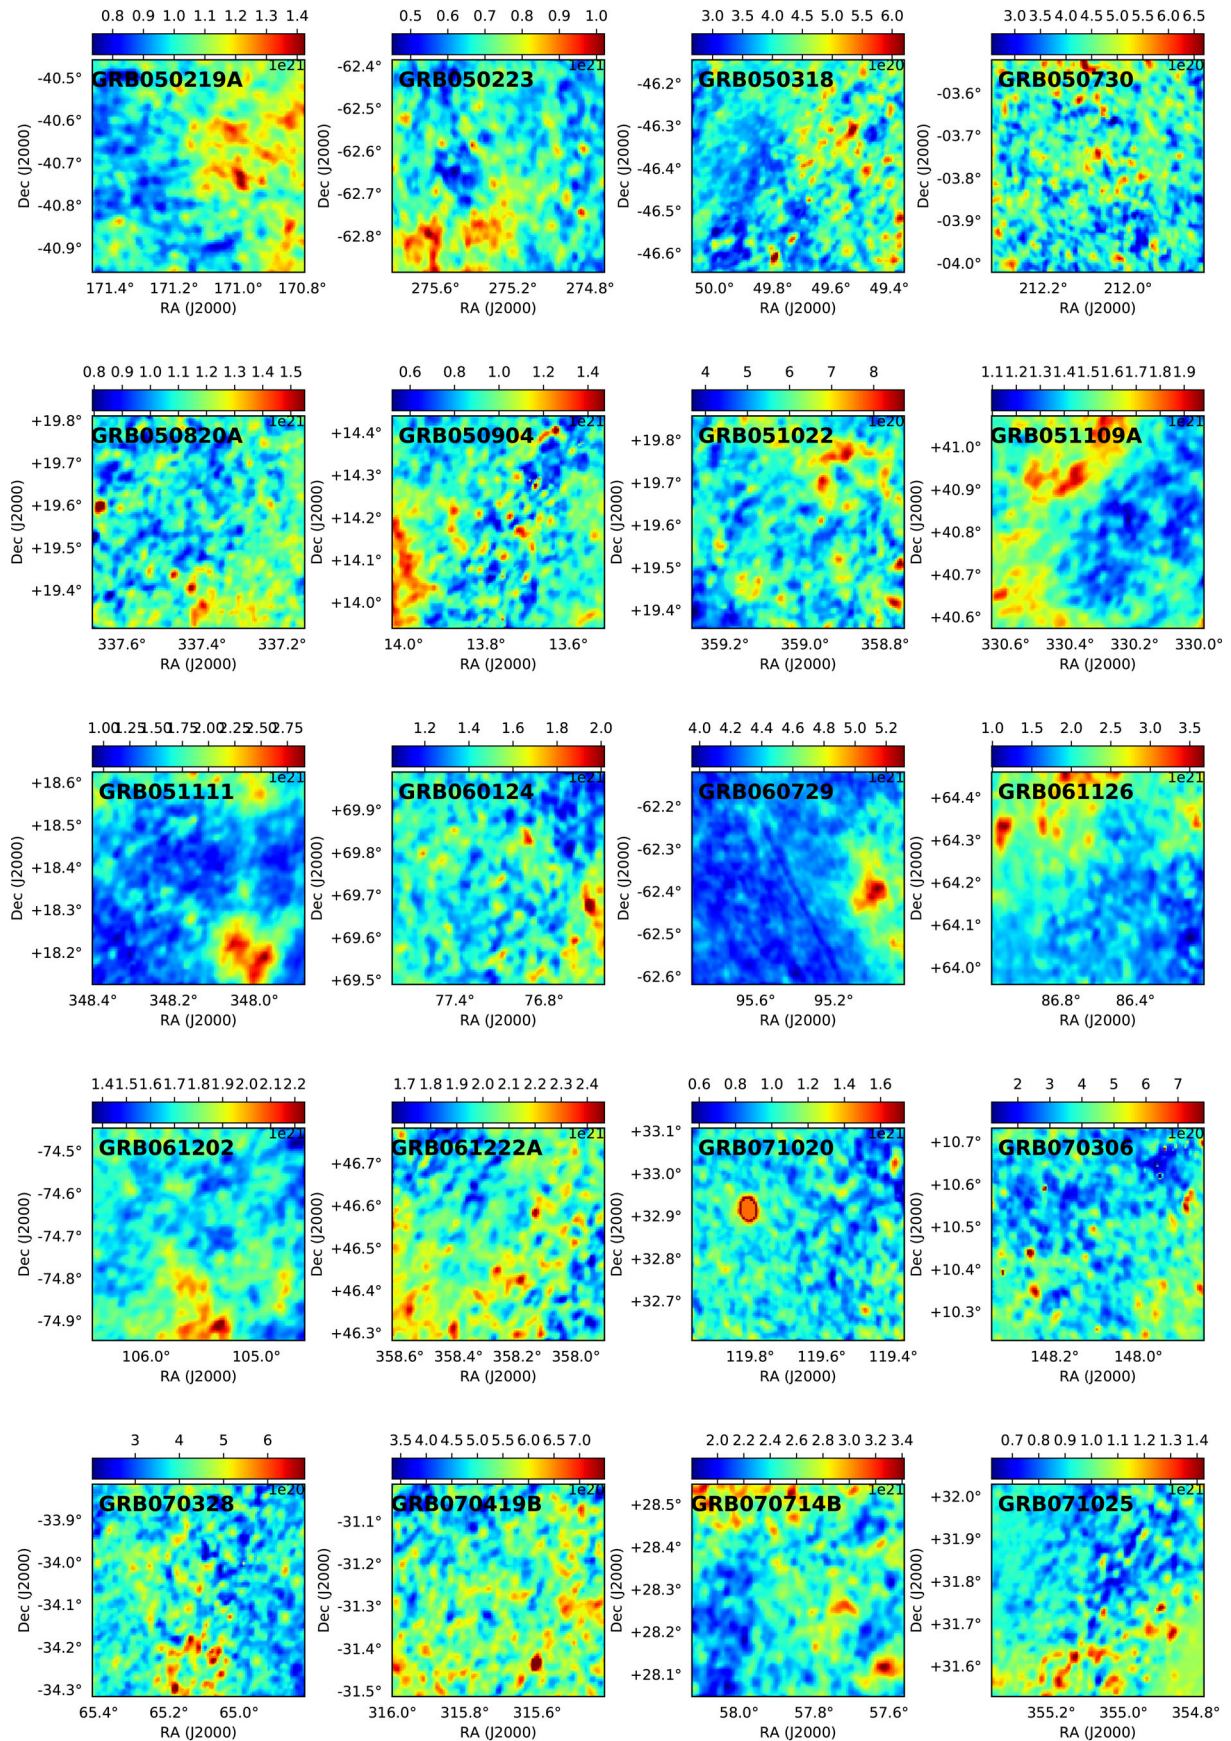 0.8 0.9 1.0 1.1 1.2 1.3 1.4
0.5 0.6 0.7 0.8 0.9 1.0
3.0 3.5 4.0 4.5 5.0 5.5 6.0
3.0 3.5 4.0 4.5 5.0 5.5 6.0 6.5
GRB050219A 1e21
-40.5°
-40.6°
-40.7°
-40.8°
-40.9°
Dec (J2000)
171.4° 171.2° 171.0° 170.8°
RA (J2000)
GRB050223 1e21
-62.4°
-62.5°
-62.6°
-62.7°
-62.8°
Dec (J2000)
275.6° 275.2° 274.8°
RA (J2000)
GRB050318 1e20
-46.2°
-46.3°
-46.4°
-46.5°
-46.6°
Dec (J2000)
50.0° 49.8° 49.6° 49.4°
RA (J2000)
GRB050730 1e20
-03.6°
-03.7°
-03.8°
-03.9°
-04.0°
Dec (J2000)
212.2° 212.0°
RA (J2000)
0.8 0.9 1.0 1.1 1.2 1.3 1.4 1.5
0.6 0.8 1.0 1.2 1.4
4 5 6 7 8
1.1 1.2 1.3 1.4 1.5 1.6 1.7 1.8 1.9
GRB050820A 1e21
+19.8°
+19.7°
+19.6°
+19.5°
+19.4°
Dec (J2000)
337.6° 337.4° 337.2°
RA (J2000)
GRB050904 1e21
+14.4°
+14.3°
+14.2°
+14.1°
+14.0°
Dec (J2000)
14.0° 13.8° 13.6°
RA (J2000)
GRB051022 1e20
+19.8°
+19.7°
+19.6°
+19.5°
+19.4°
Dec (J2000)
359.2° 359.0° 358.8°
RA (J2000)
GRB051109A 1e21
+41.0°
+40.9°
+40.8°
+40.7°
+40.6°
Dec (J2000)
330.6° 330.4° 330.2° 330.0°
RA (J2000)
1.00 1.25 1.50 1.75 2.00 2.25 2.50 2.75
1.2 1.4 1.6 1.8 2.0
4.0 4.2 4.4 4.6 4.8 5.0 5.2
1.0 1.5 2.0 2.5 3.0 3.5
GRB051111 1e21
+18.6°
+18.5°
+18.4°
+18.3°
+18.2°
Dec (J2000)
348.4° 348.2° 348.0°
RA (J2000)
GRB060124 1e21
+69.9°
+69.8°
+69.7°
+69.6°
+69.5°
Dec (J2000)
77.4° 76.8°
RA (J2000)
GRB060729 1e21
-62.2°
-62.3°
-62.4°
-62.5°
-62.6°
Dec (J2000)
95.6° 95.2°
RA (J2000)
GRB061126 1e21
+64.4°
+64.3°
+64.2°
+64.1°
+64.0°
Dec (J2000)
86.8° 86.4°
RA (J2000)
1.4 1.5 1.6 1.7 1.8 1.9 2.0 2.1 2.2
1.7 1.8 1.9 2.0 2.1 2.2 2.3 2.4
0.6 0.8 1.0 1.2 1.4 1.6
2 3 4 5 6 7
GRB061202 1e21
-74.5°
-74.6°
-74.7°
-74.8°
-74.9°
Dec (J2000)
106.0° 105.0°
RA (J2000)
GRB061222A 1e21
+46.7°
+46.6°
+46.5°
+46.4°
+46.3°
Dec (J2000)
358.6° 358.4° 358.2° 358.0°
RA (J2000)
GRB071020 1e21
+33.1°
+33.0°
+32.9°
+32.8°
+32.7°
Dec (J2000)
119.8° 119.6° 119.4°
RA (J2000)
GRB070306 1e20
+10.7°
+10.6°
+10.5°
+10.4°
+10.3°
Dec (J2000)
148.2° 148.0°
RA (J2000)
3 4 5 6
3.5 4.0 4.5 5.0 5.5 6.0 6.5 7.0
2.0 2.2 2.4 2.6 2.8 3.0 3.2 3.4
0.7 0.8 0.9 1.0 1.1 1.2 1.3 1.4
GRB070328 1e20
-33.9°
-34.0°
-34.1°
-34.2°
-34.3°
Dec (J2000)
65.4° 65.2° 65.0°
RA (J2000)
GRB070419B 1e20
-31.1°
-31.2°
-31.3°
-31.4°
-31.5°
Dec (J2000)
316.0° 315.8° 315.6°
RA (J2000)
GRB070714B 1e21
+28.5°
+28.4°
+28.3°
+28.2°
+28.1°
Dec (J2000)
58.0° 57.8° 57.6°
RA (J2000)
GRB071025 1e21
+32.0°
+31.9°
+31.8°
+31.7°
+31.6°
Dec (J2000)
355.2° 355.0° 354.8°
RA (J2000)